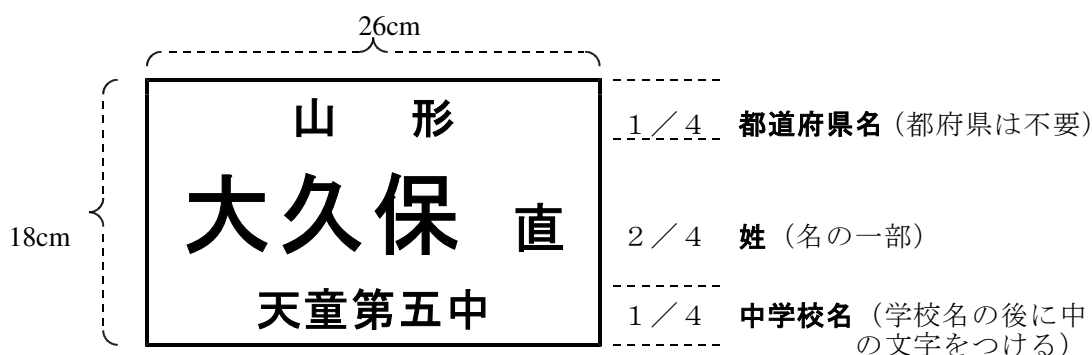 26cm
山 形
1／4 都道府県名（都府県は不要）
18cm
大久保 直
2／4 姓（名の一部）
天童第五中
1／4 中学校名（学校名の後に中
の文字をつける）